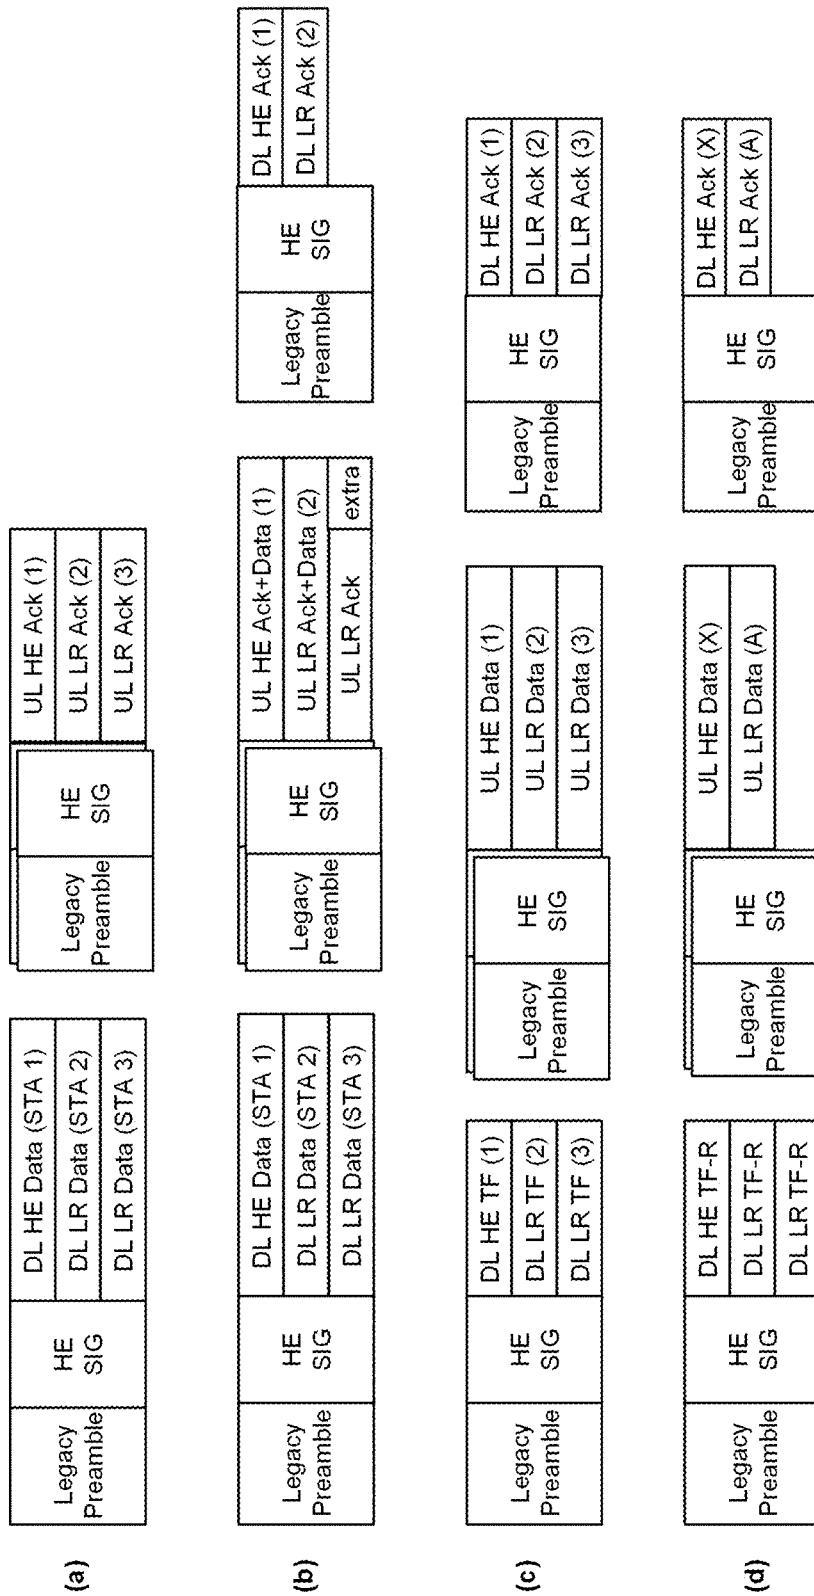 (a)
Legacy
Preamble
HE
SIG
DL HE Data (STA 1)
DL LR Data (STA 2)
DL LR Data (STA 3)
Legacy
Preamble
HE
SIG
UL HE Ack (1)
UL LR Ack (2)
UL LR Ack (3)
(b)
Legacy
Preamble
HE
SIG
DL HE Data (STA 1)
DL LR Data (STA 2)
DL LR Data (STA 3)
Legacy
Preamble
HE
SIG
UL HE Ack+Data (1)
UL LR Ack+Data (2)
UL LR Ack
extra
Legacy
Preamble
HE
SIG
DL HE Ack (1)
DL LR Ack (2)
(c)
Legacy
Preamble
HE
SIG
DL HE TF (1)
DL LR TF (2)
DL LR TF (3)
Legacy
Preamble
HE
SIG
UL HE Data (1)
UL LR Data (2)
UL LR Data (3)
Legacy
Preamble
HE
SIG
DL HE Ack (1)
DL LR Ack (2)
DL LR Ack (3)
(d)
Legacy
Preamble
HE
SIG
DL HE TF-R
DL LR TF-R
DL LR TF-R
Legacy
Preamble
HE
SIG
UL HE Data (X)
UL LR Data (A)
Legacy
Preamble
HE
SIG
DL HE Ack (X)
DL LR Ack (A)